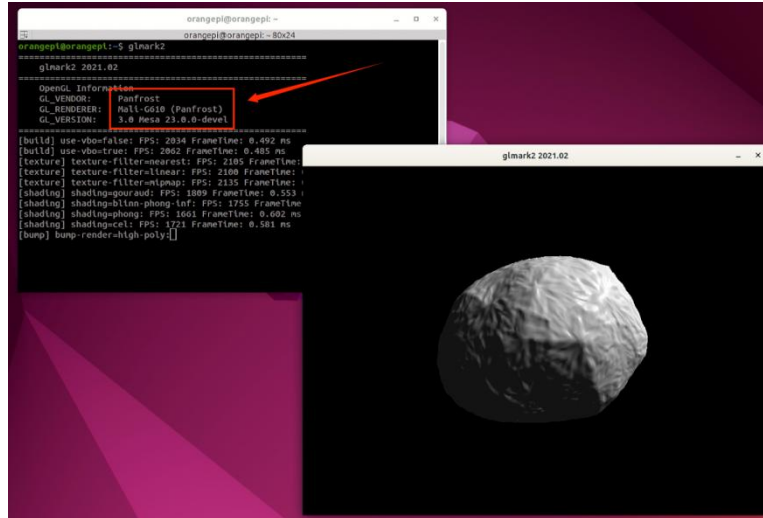 orangepi@orangepi: ~
orangepi@orangepi: ~ 80x24
orangepi@orangepi:~$ glmark2
=======================================================
glmark2 2021.02
=======================================================
OpenGL Information
GL_VENDOR: Panfrost
GL_RENDERER: Mali-G610 (Panfrost)
GL_VERSION: 3.0 Mesa 23.0.0-devel
=======================================================
[build] use-vbo=false: FPS: 2034 FrameTime: 0.492 ms
[build] use-vbo=true: FPS: 2062 FrameTime: 0.485 ms
[texture] texture-filter=nearest: FPS: 2105 FrameTime:
[texture] texture-filter=linear: FPS: 2100 FrameTime:
[texture] texture-filter=mipmap: FPS: 2135 FrameTime:
[shading] shading=gouraud: FPS: 1809 FrameTime: 0.553
[shading] shading=blinn-phong-inf: FPS: 1755 FrameTime
[shading] shading=phong: FPS: 1661 FrameTime: 0.602 ms
[shading] shading=cel: FPS: 1721 FrameTime: 0.581 ms
[bump] bump-render=high-poly:
glmark2 2021.02